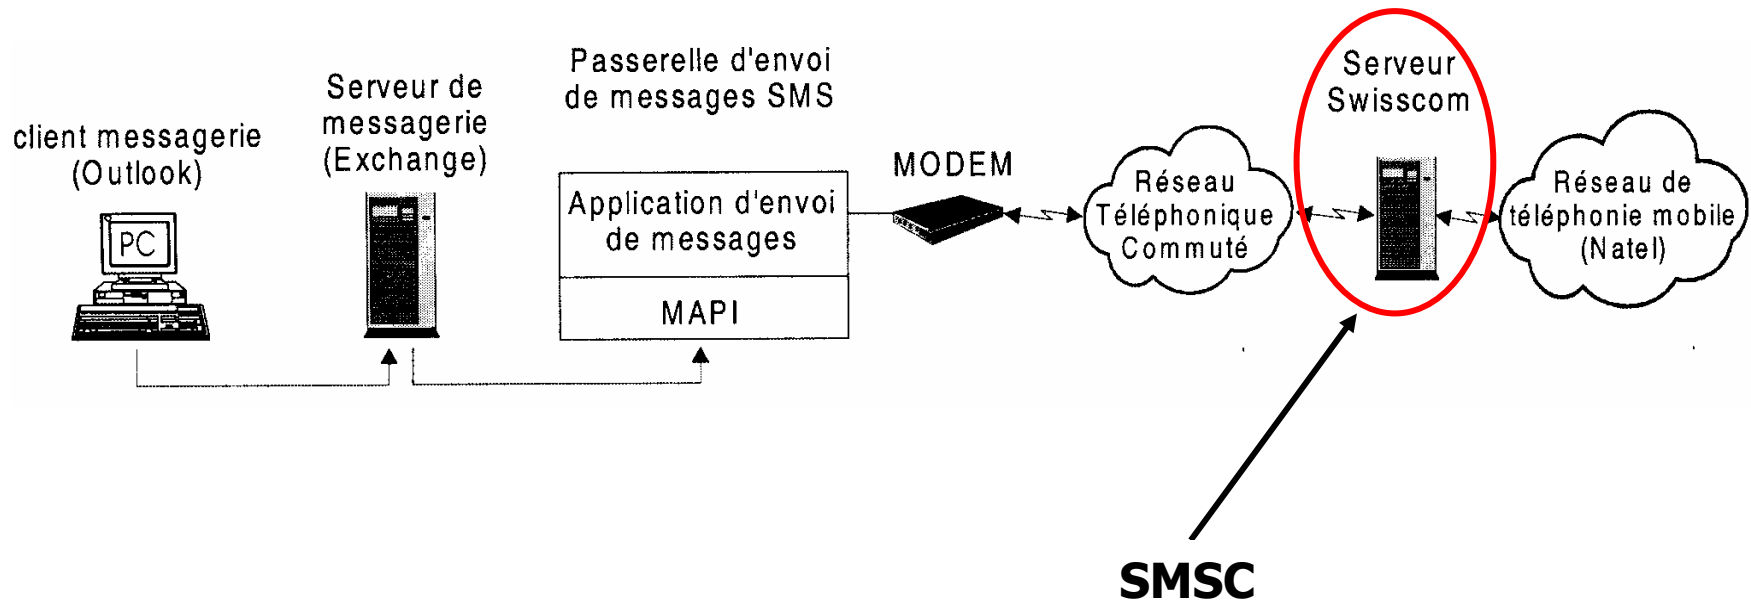 client messagerie
(Outlook)
PC
Serveur de
messagerie
(Exchange)
Passerelle d'envoi
de messages SMS
Application d'envoi
de messages
MAPI
MODEM
Réseau
Téléphonique
Commuté
Serveur
Swisscom
Réseau de
téléphonie mobile
(Natel)
SMSC